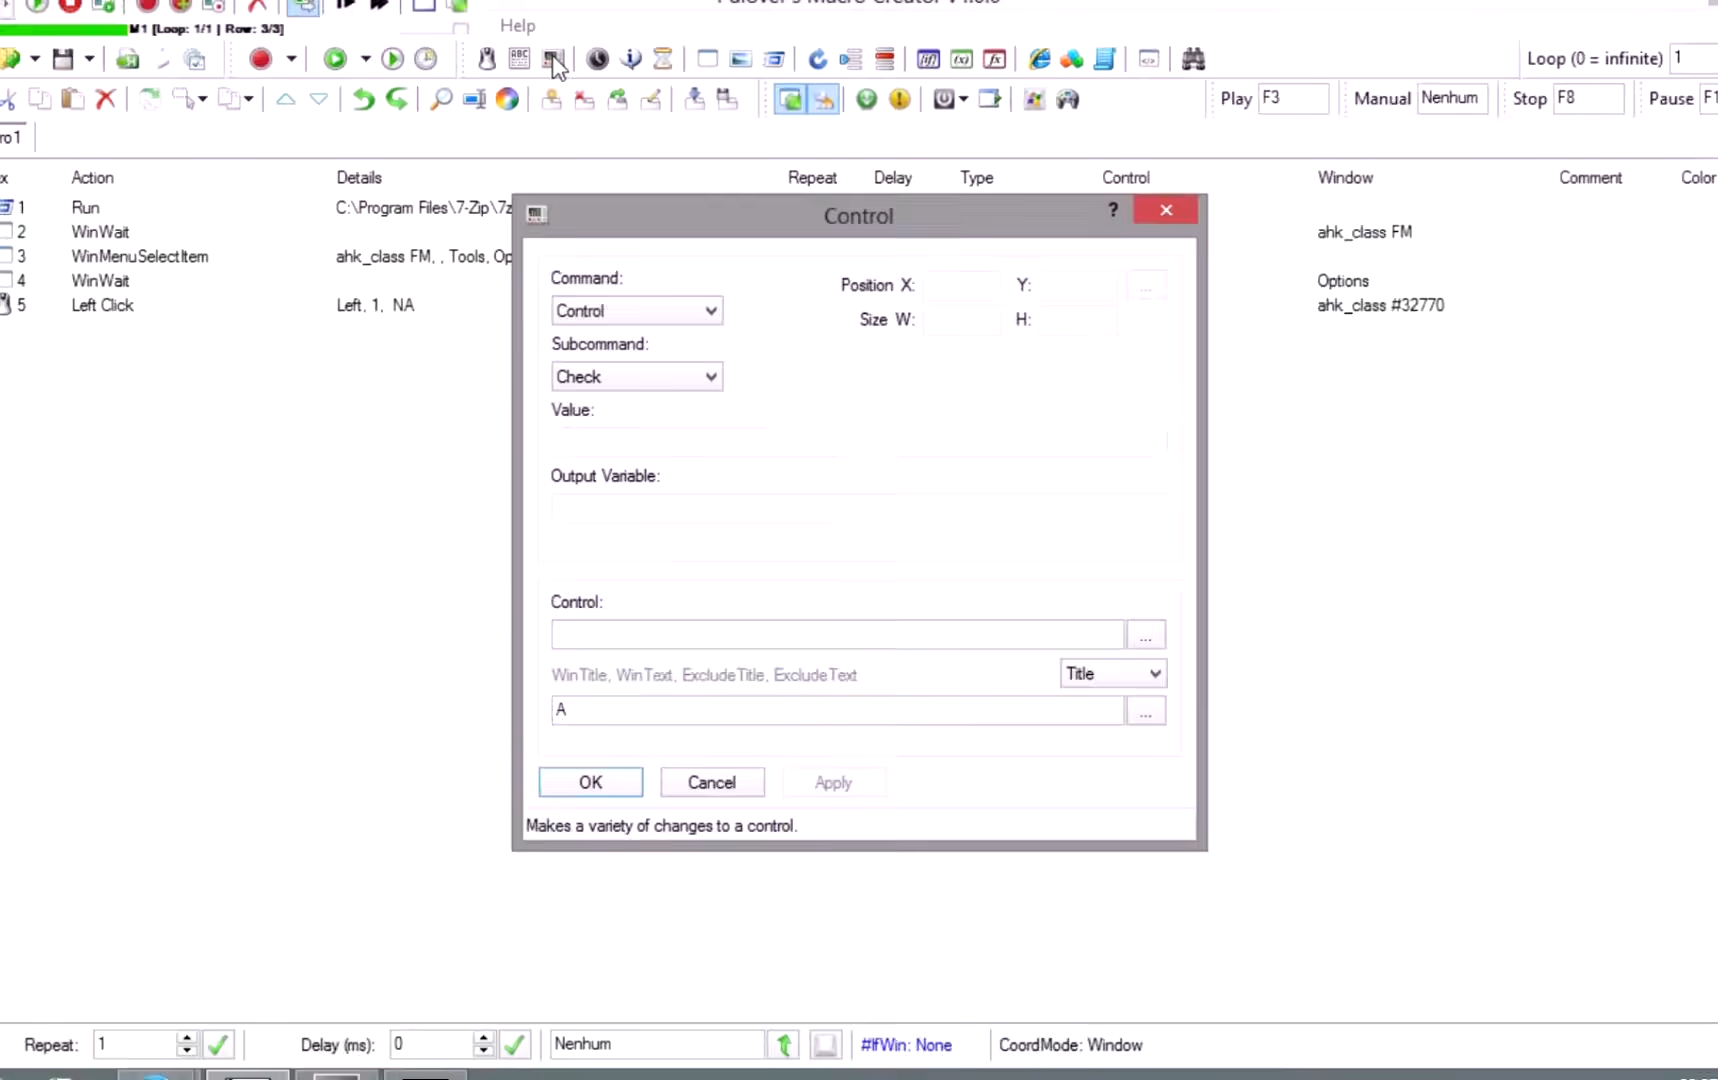 M1 [Loop: 1/1 | Row: 3/3]
Help
Loop (0 = infinite) 1
Play F3 Manual Nenhum Stop F8 Pause
ro1
x Action Details Repeat Delay Type Control Window Comment Color
1 Run C:\Program Files\7-Zip\7z
2 WinWait ahk_class FM
3 WinMenuSelectItem ahk_class FM, , Tools, Op
4 WinWait Options
5 Left Click Left, 1, NA ahk_class #32770
Control
?
Command:
Position X: Y: ...
Control
Size W: H:
Subcommand:
Check
Value:
Output Variable:
Control:
...
WinTitle, WinText, ExcludeTitle, ExcludeText Title
A ...
OK Cancel Apply
Makes a variety of changes to a control.
Repeat: 1 Delay (ms): 0 Nenhum #IfWin: None CoordMode: Window